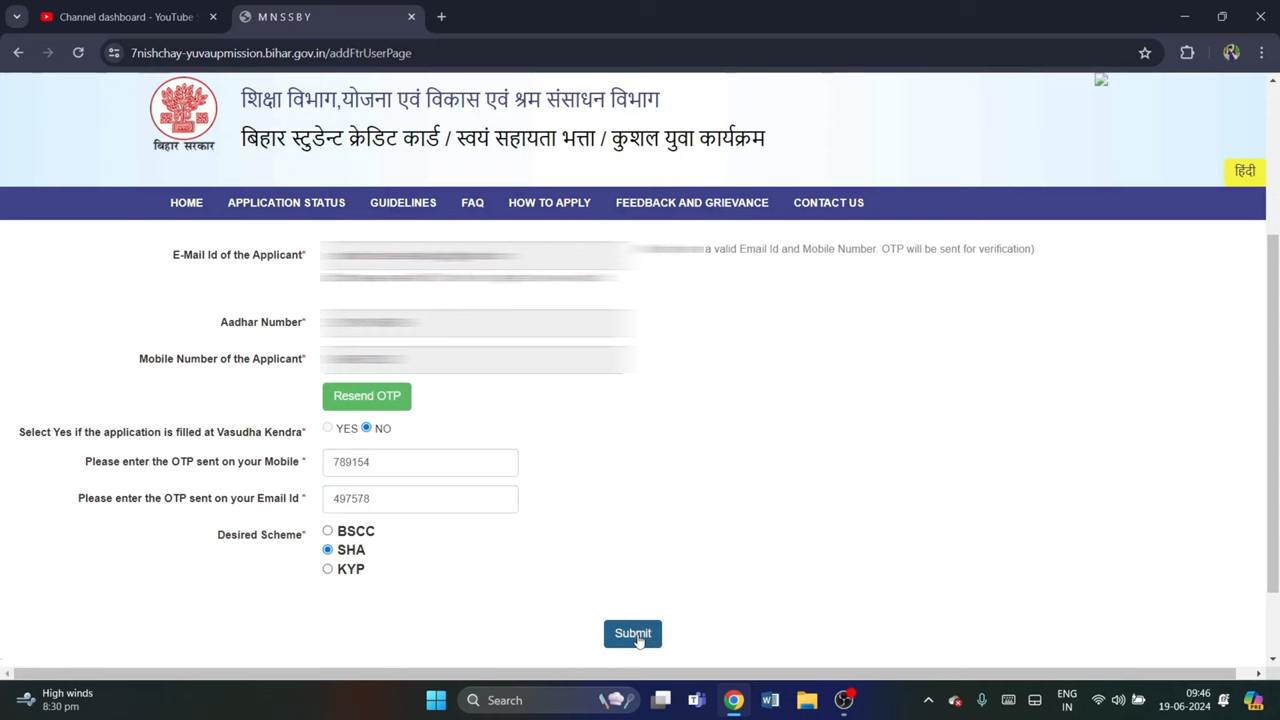 Channel dashboard - YouTube
M N S S B Y
7nishchay-yuvaupmission.bihar.gov.in/addFtrUserPage
शिक्षा विभाग,योजना एवं विकास एवं श्रम संसाधन विभाग
बिहार स्टुडेन्ट क्रेडिट कार्ड / स्वयं सहायता भत्ता / कुशल युवा कार्यक्रम
बिहार सरकार
हिंदी
HOME APPLICATION STATUS GUIDELINES FAQ HOW TO APPLY FEEDBACK AND GRIEVANCE CONTACT US
E-Mail Id of the Applicant*
a valid Email Id and Mobile Number. OTP will be sent for verification)
Aadhar Number*
Mobile Number of the Applicant*
Resend OTP
Select Yes if the application is filled at Vasudha Kendra* YES NO
Please enter the OTP sent on your Mobile * 789154
Please enter the OTP sent on your Email Id * 497578
Desired Scheme* BSCC
SHA
KYP
Submit
High winds
8:30 pm
Search
ENG
IN
09:46
19-06-2024